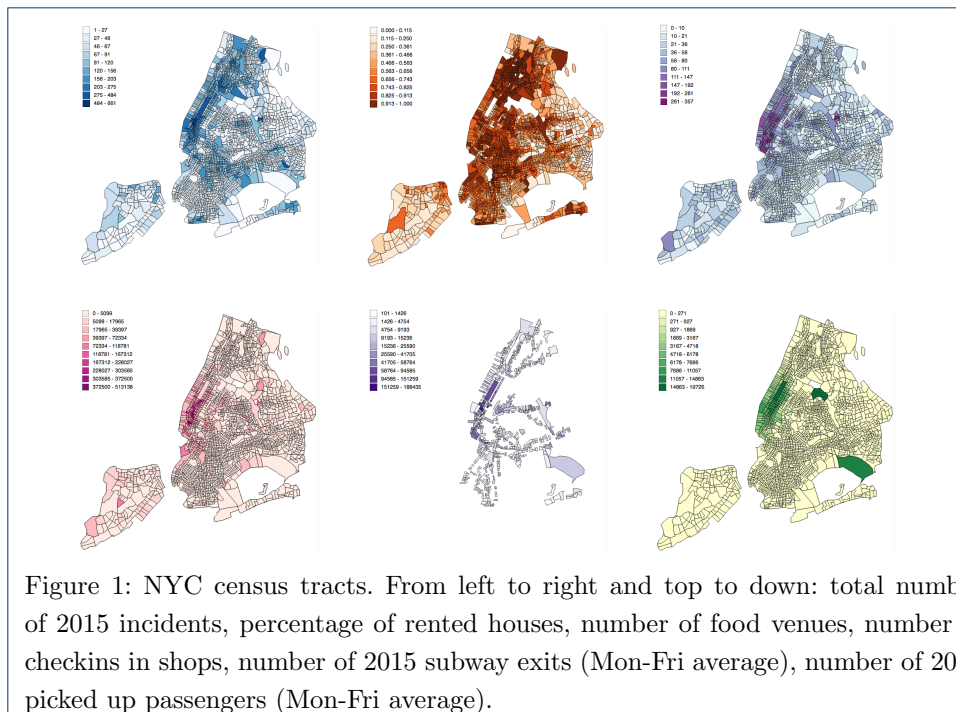 1 - 27
27 - 46
46 - 67
67 - 91
91 - 120
120 - 156
156 - 203
203 - 275
275 - 484
484 - 661
0.000 - 0.115
0.115 - 0.250
0.250 - 0.361
0.361 - 0.466
0.466 - 0.563
0.563 - 0.656
0.656 - 0.743
0.743 - 0.825
0.825 - 0.913
0.913 - 1.000
0 - 10
10 - 21
21 - 36
36 - 56
56 - 80
80 - 111
111 - 147
147 - 192
192 - 261
261 - 357
0 - 5099
5099 - 17965
17965 - 39397
39397 - 72334
72334 - 118781
118781 - 167312
167312 - 228027
228027 - 303585
303585 - 372500
372500 - 513136
101 - 1426
1426 - 4754
4754 - 9193
9193 - 15236
15236 - 25590
25590 - 41705
41705 - 58764
58764 - 94585
94585 - 151259
151259 - 188435
0 - 271
271 - 927
927 - 1869
1869 - 3167
3167 - 4718
4718 - 6178
6178 - 7686
7686 - 11057
11057 - 14863
14863 - 19726
Figure 1: NYC census tracts. From left to right and top to down: total numb
of 2015 incidents, percentage of rented houses, number of food venues, number
checkins in shops, number of 2015 subway exits (Mon-Fri average), number of 20
picked up passengers (Mon-Fri average).